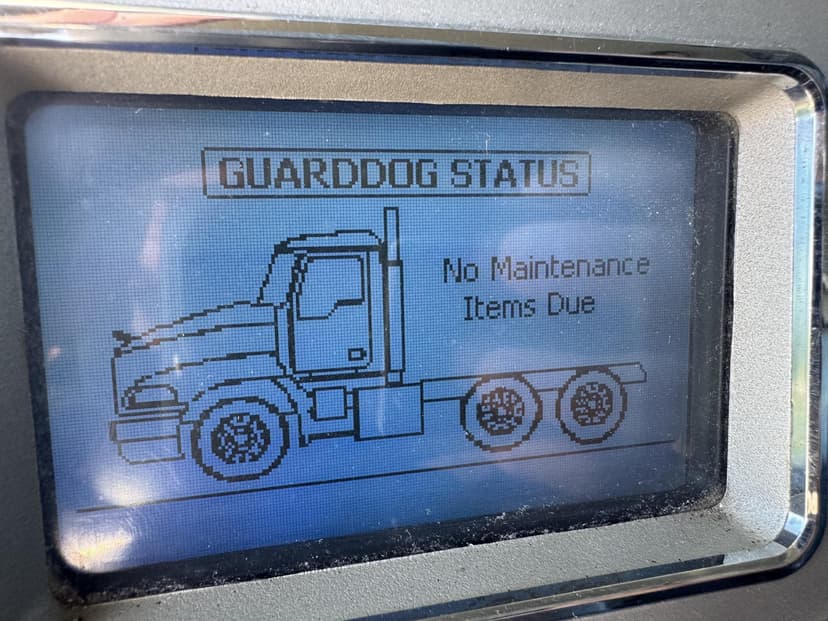 GUARDDOG STATUS
No Maintenance
Items Due